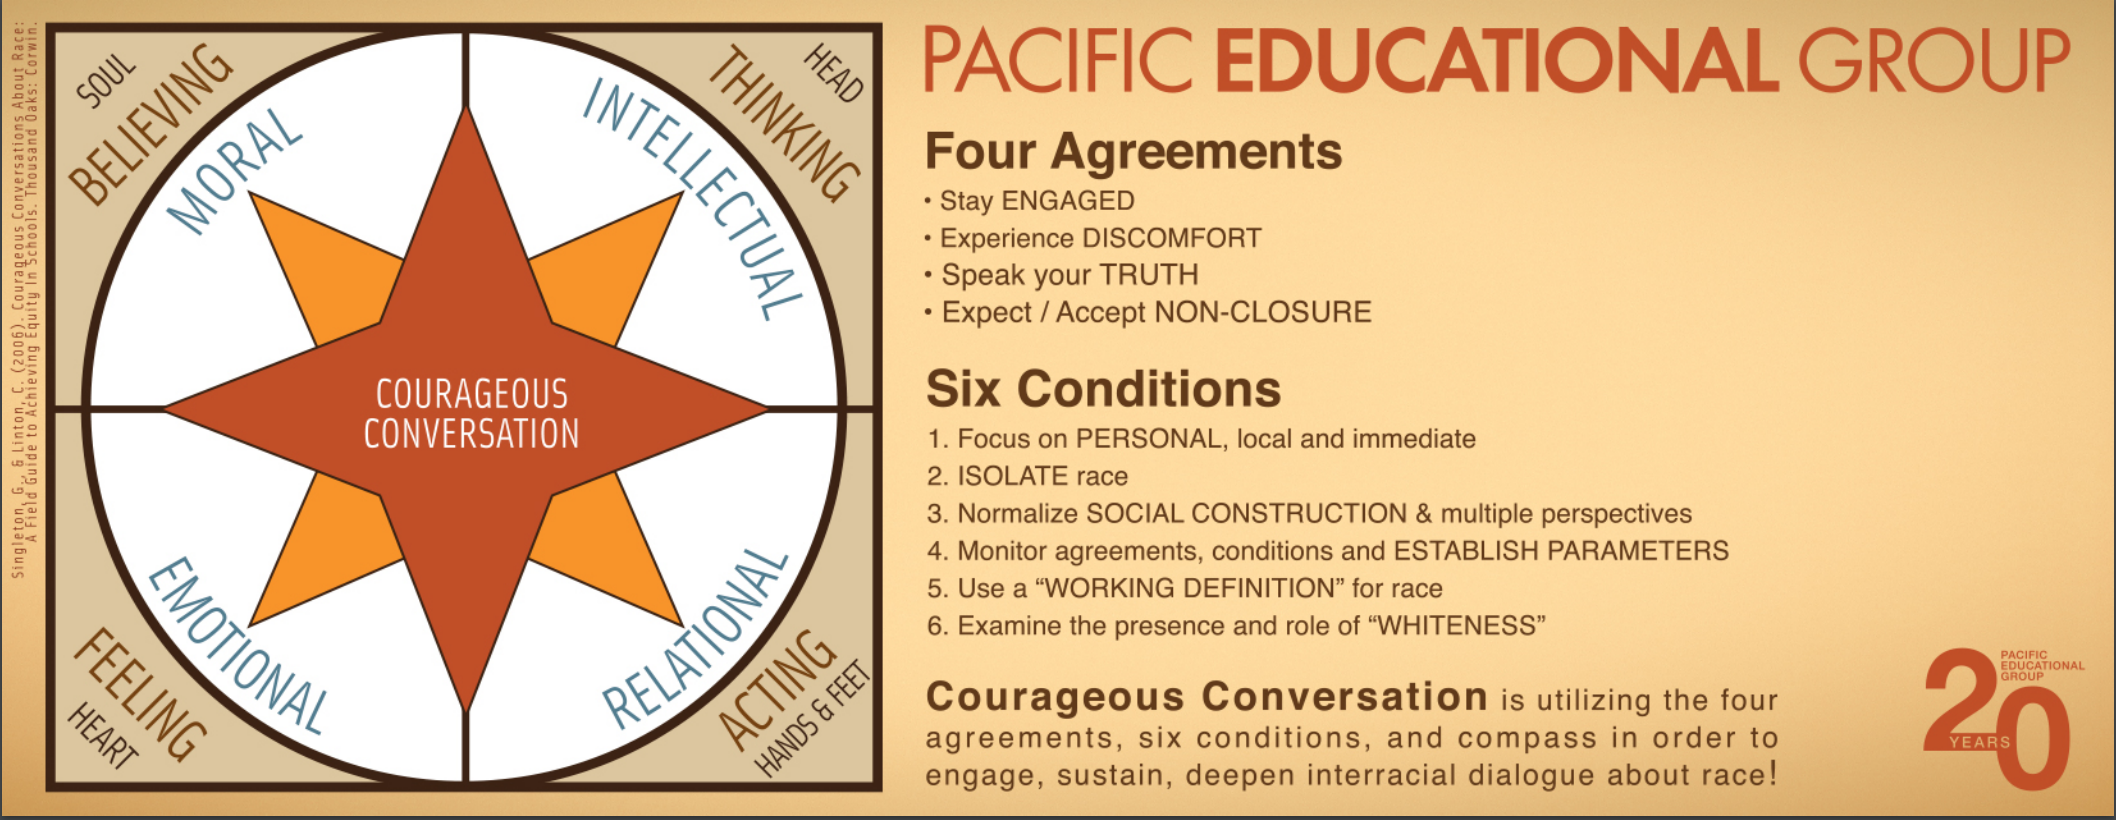 Singleton, G., & Linton, C. (2006). Courageous Conversations About Race:
A Field Guide to Achieving Equity In Schools. Thousand Oaks: Corwin.
SOUL
BELIEVING
MORAL
HEAD
THINKING
INTELLECTUAL
COURAGEOUS
CONVERSATION
EMOTIONAL
FEELING
HEART
RELATIONAL
ACTING
HANDS & FEET
PACIFIC EDUCATIONAL GROUP
Four Agreements
• Stay ENGAGED
• Experience DISCOMFORT
• Speak your TRUTH
• Expect / Accept NON-CLOSURE
Six Conditions
1. Focus on PERSONAL, local and immediate
2. ISOLATE race
3. Normalize SOCIAL CONSTRUCTION & multiple perspectives
4. Monitor agreements, conditions and ESTABLISH PARAMETERS
5. Use a “WORKING DEFINITION” for race
6. Examine the presence and role of “WHITENESS”
Courageous Conversation is utilizing the four
agreements, six conditions, and compass in order to
engage, sustain, deepen interracial dialogue about race!
20
YEARS
PACIFIC
EDUCATIONAL
GROUP